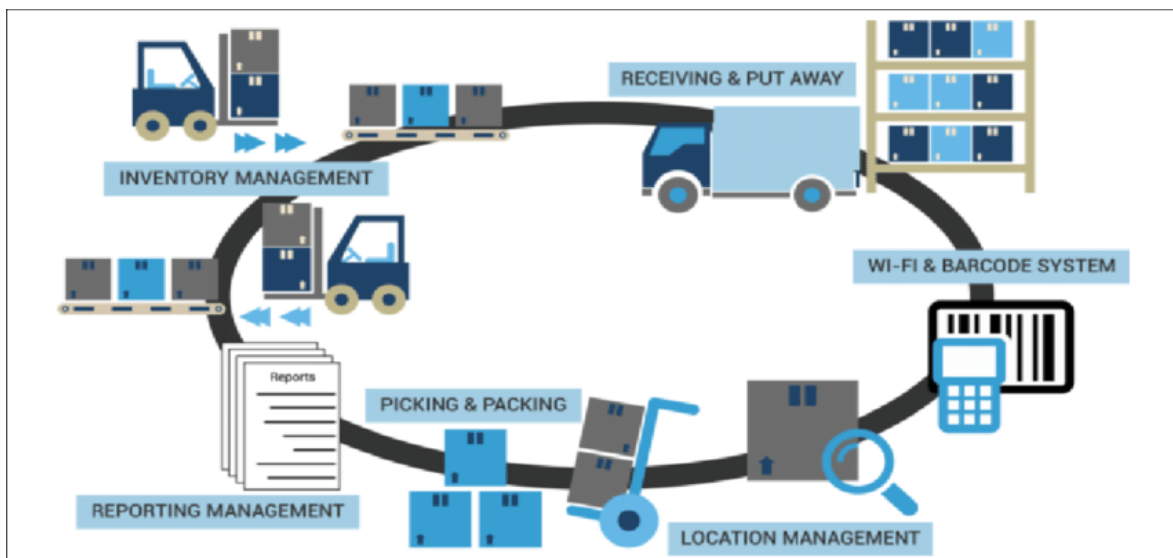 RECEIVING & PUT AWAY
INVENTORY MANAGEMENT
WI-FI & BARCODE SYSTEM
Reports
PICKING & PACKING
REPORTING MANAGEMENT
LOCATION MANAGEMENT